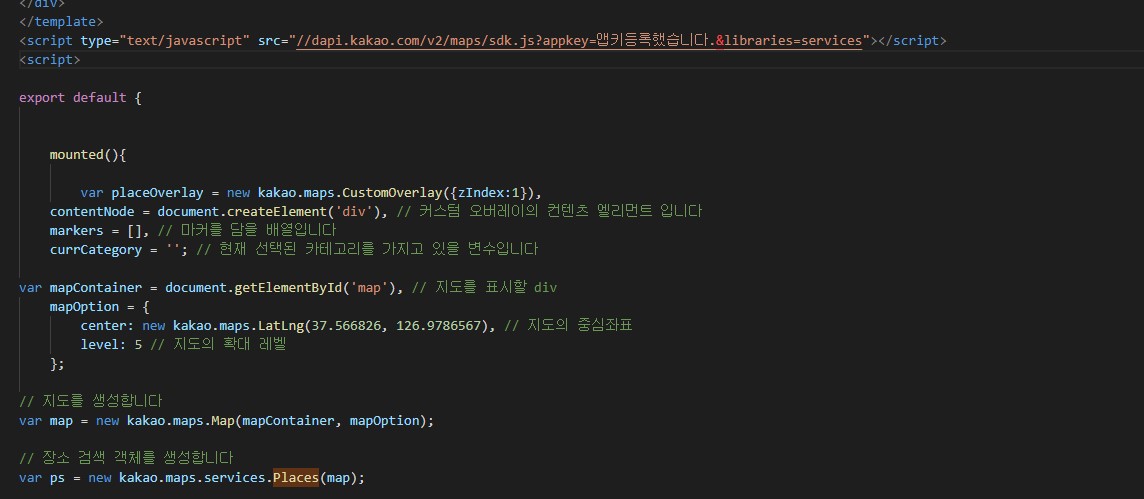 </div>
</template>
<script type="text/javascript" src="//dapi.kakao.com/v2/maps/sdk.js?appkey=앱키등록했습니다.&libraries=services"></script>
<script>
export default {
mounted(){
var placeOverlay = new kakao.maps.CustomOverlay({zIndex:1}),
contentNode = document.createElement('div'), // 커스텀 오버레이의 컨텐츠 엘리먼트 입니다
markers = [], // 마커를 담을 배열입니다
currCategory = ''; // 현재 선택된 카테고리를 가지고 있을 변수입니다
var mapContainer = document.getElementById('map'), // 지도를 표시할 div
mapOption = {
center: new kakao.maps.LatLng(37.566826, 126.9786567), // 지도의 중심좌표
level: 5 // 지도의 확대 레벨
};
// 지도를 생성합니다
var map = new kakao.maps.Map(mapContainer, mapOption);
// 장소 검색 객체를 생성합니다
var ps = new kakao.maps.services.Places(map);